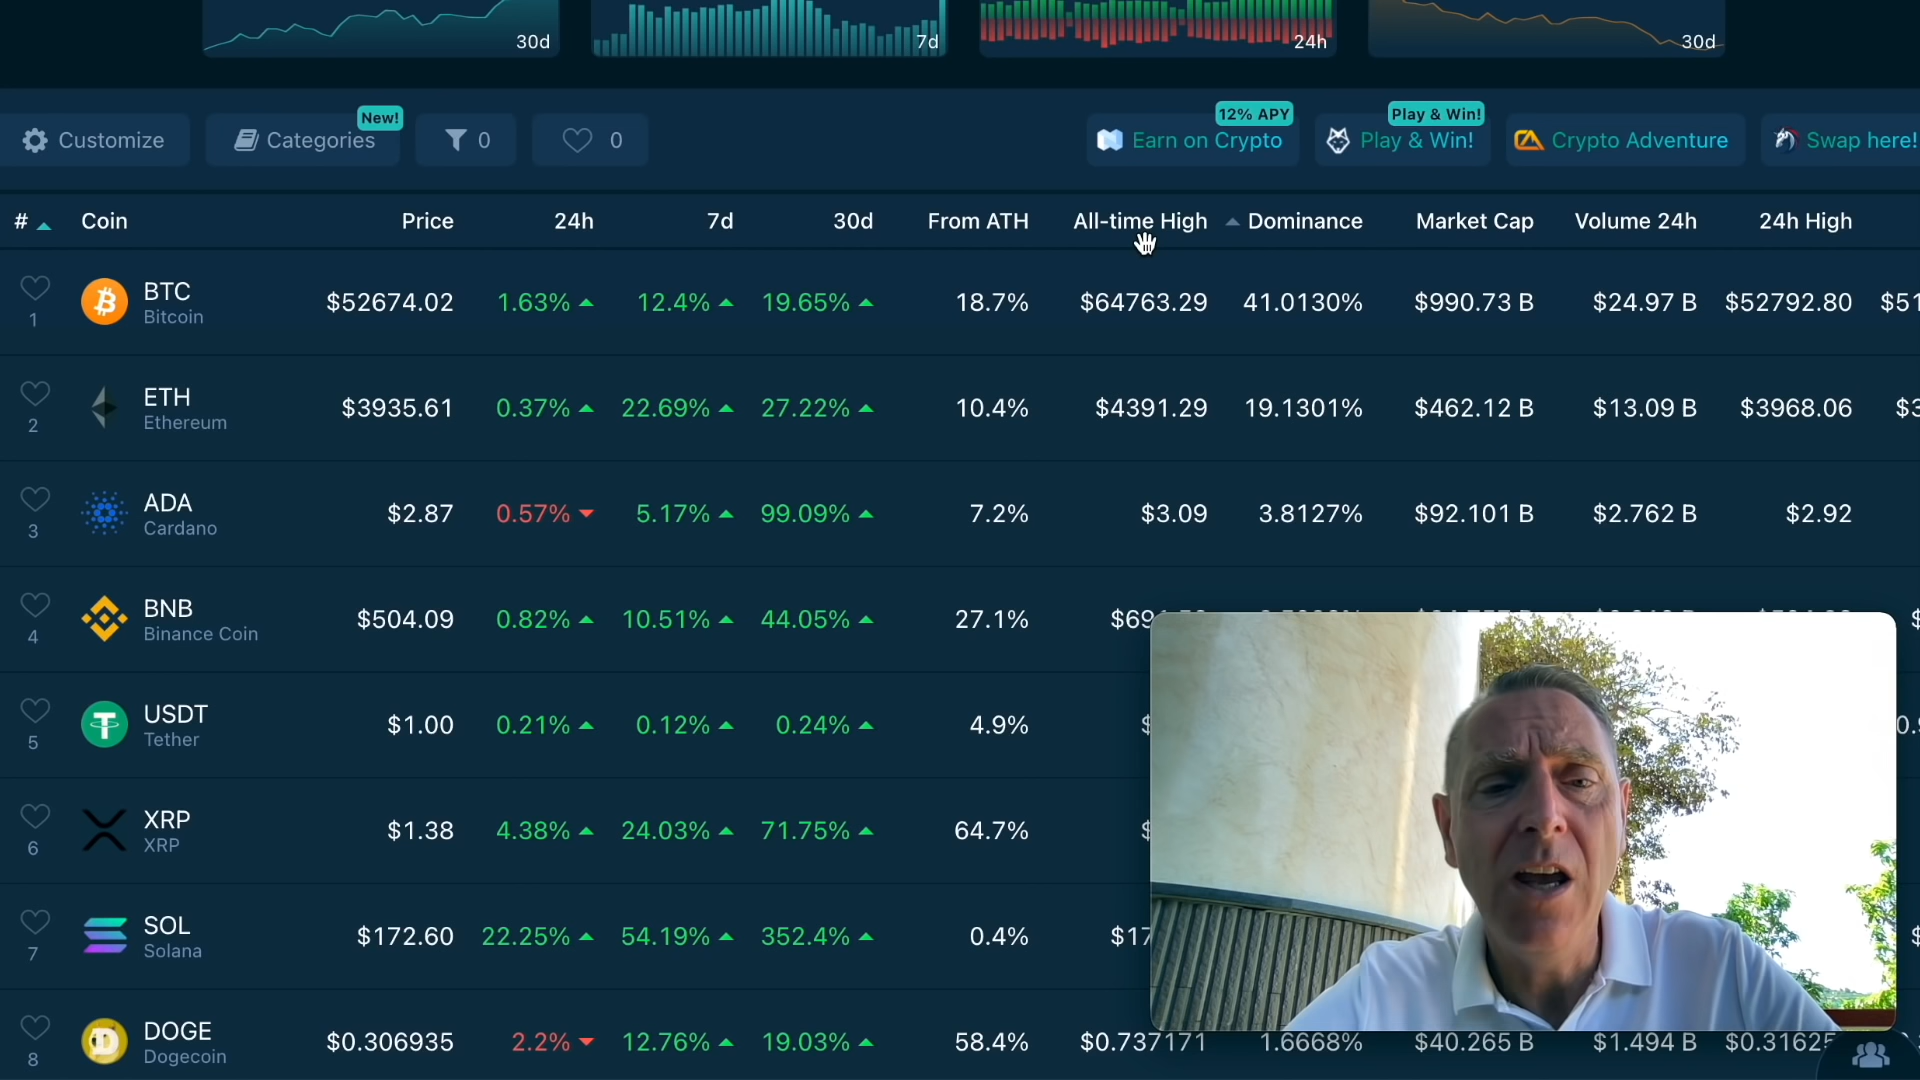 30d 7d 24h 30d
New! 12% APY Play & Win!
Customize Categories 0 0 Earn on Crypto Play & Win! Crypto Adventure Swap here!
# Coin Price 24h 7d 30d From ATH All-time High Dominance Market Cap Volume 24h 24h High
1 BTC Bitcoin $52674.02 1.63% 12.4% 19.65% 18.7% $64763.29 41.0130% $990.73 B $24.97 B $52792.80 $51
2 ETH Ethereum $3935.61 0.37% 22.69% 27.22% 10.4% $4391.29 19.1301% $462.12 B $13.09 B $3968.06 $3
3 ADA Cardano $2.87 0.57% 5.17% 99.09% 7.2% $3.09 3.8127% $92.101 B $2.762 B $2.92
4 BNB Binance Coin $504.09 0.82% 10.51% 44.05% 27.1% $69
5 USDT Tether $1.00 0.21% 0.12% 0.24% 4.9% $
6 XRP XRP $1.38 4.38% 24.03% 71.75% 64.7% $
7 SOL Solana $172.60 22.25% 54.19% 352.4% 0.4% $17
8 DOGE Dogecoin $0.306935 2.2% 12.76% 19.03% 58.4% $0.737171 1.6668% $40.265 B $1.494 B $0.3162